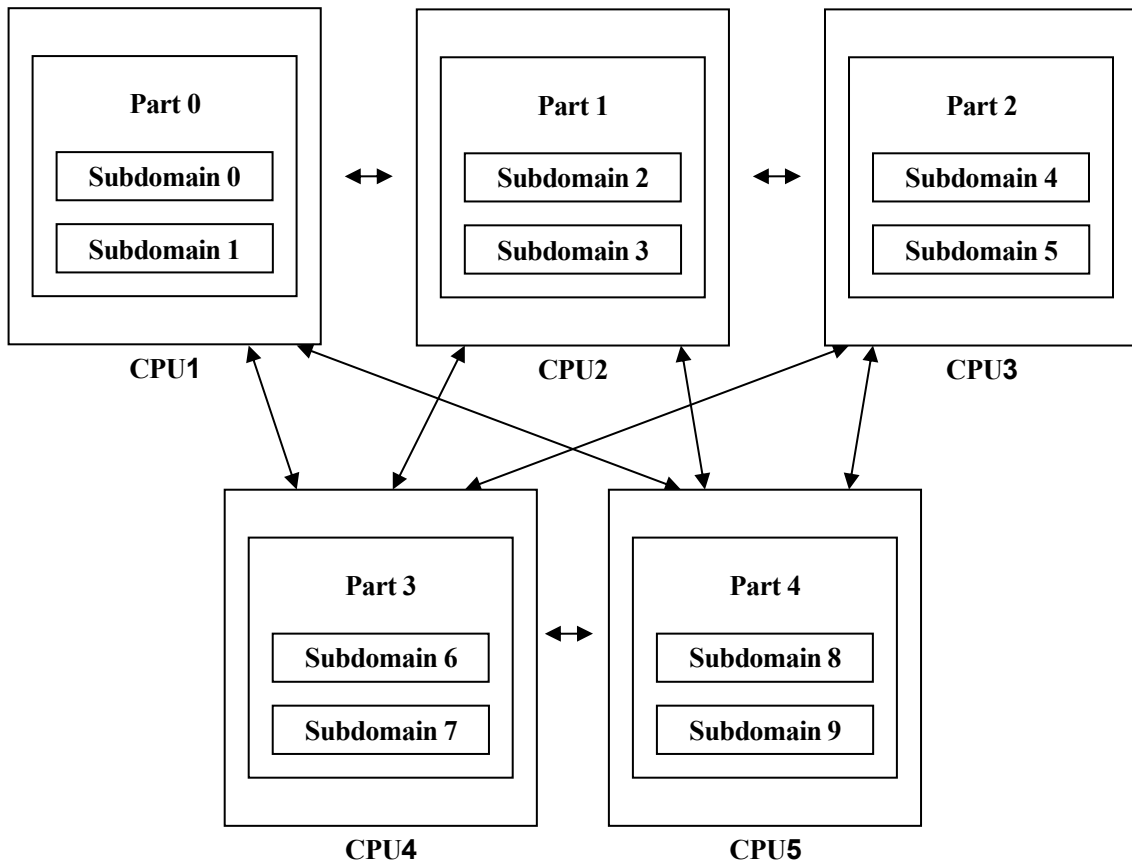 Part 0
Subdomain 0
Subdomain 1
CPU1
Part 1
Subdomain 2
Subdomain 3
CPU2
Part 2
Subdomain 4
Subdomain 5
CPU3
Part 3
Subdomain 6
Subdomain 7
CPU4
Part 4
Subdomain 8
Subdomain 9
CPU5